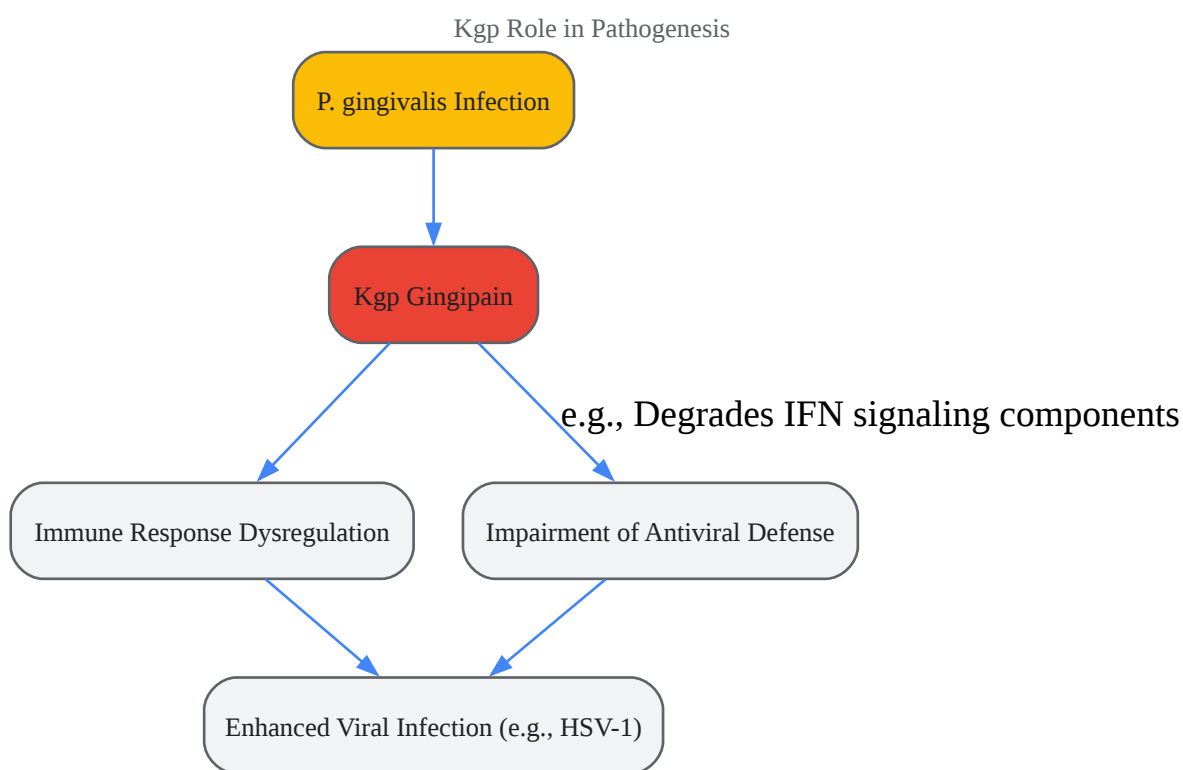 Kgp Role in Pathogenesis
P. gingivalis Infection
Kgp Gingipain
e.g., Degrades IFN signaling components
Immune Response Dysregulation
Impairment of Antiviral Defense
Enhanced Viral Infection (e.g., HSV-1)